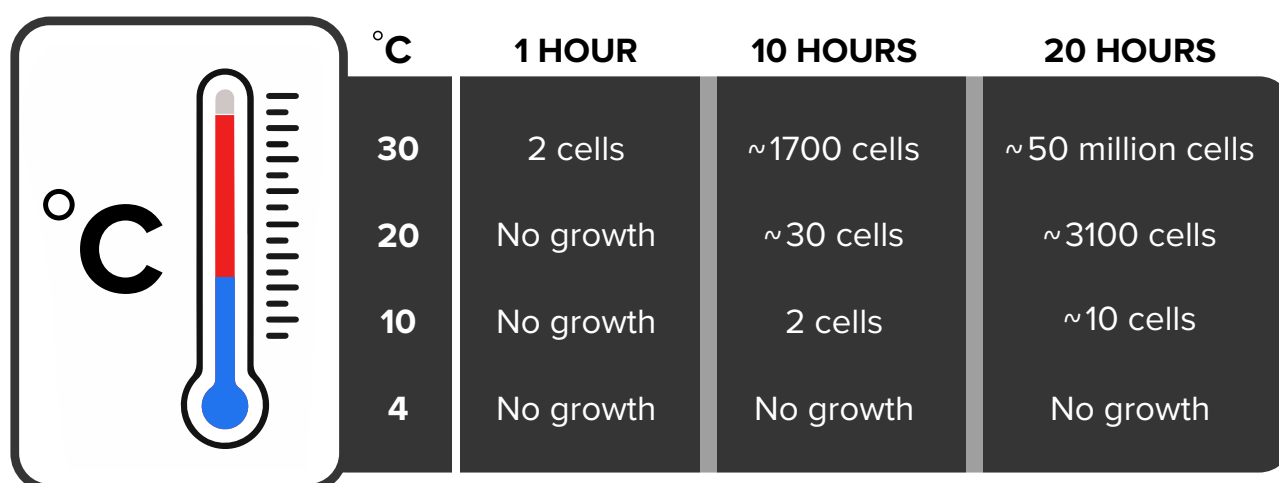 °C
°C 1 HOUR 10 HOURS 20 HOURS
30 2 cells ~1700 cells ~50 million cells
20 No growth ~30 cells ~3100 cells
10 No growth 2 cells ~10 cells
4 No growth No growth No growth